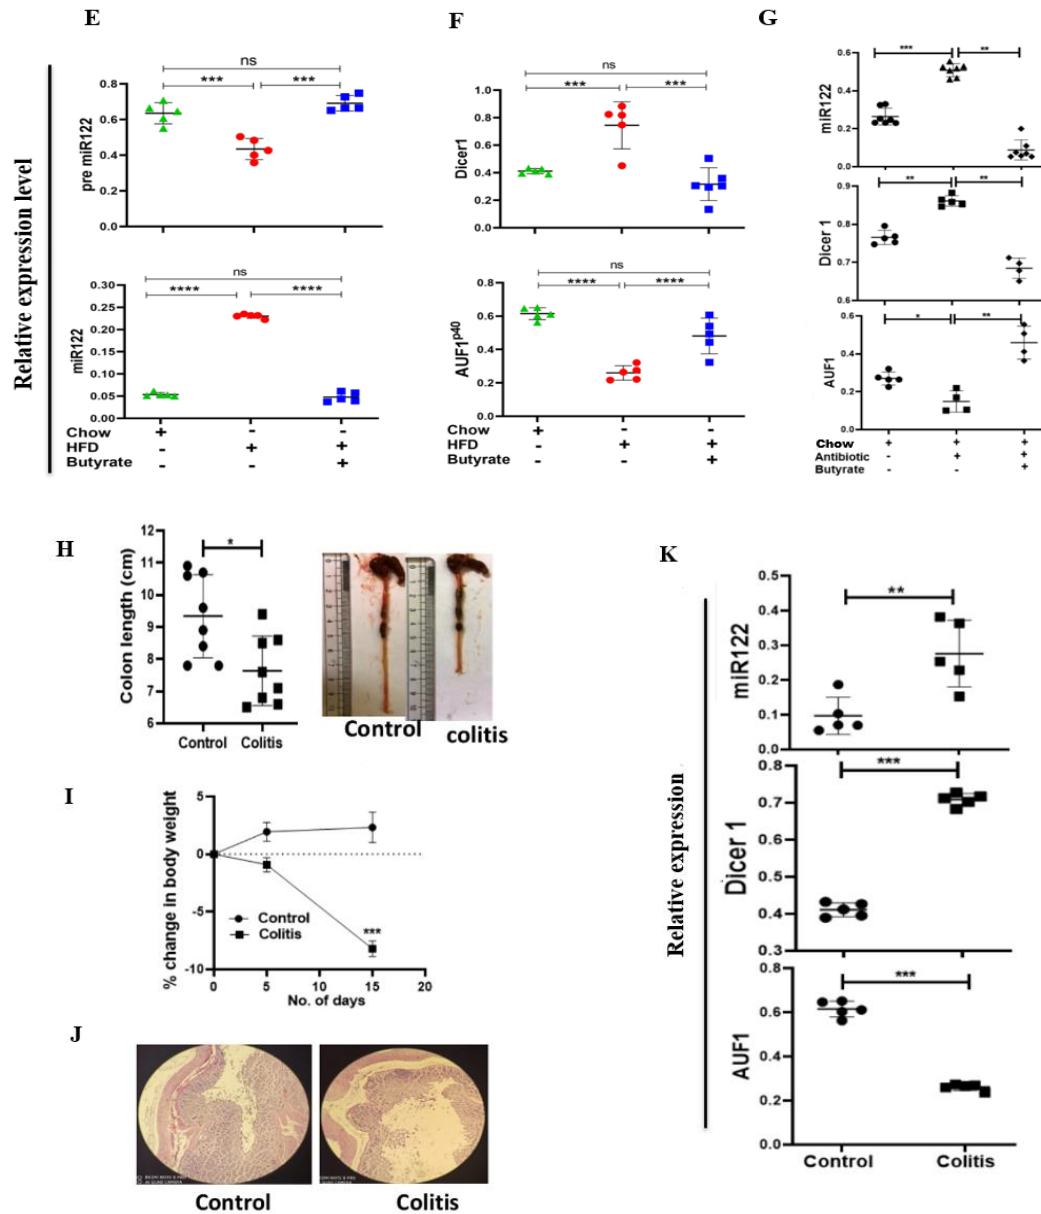 E
F
G
Relative expression level
ns
***
***
0.8
0.6
0.4
0.2
0.0
pre miR122
ns
****
****
0.30
0.25
0.20
0.15
0.10
0.05
0.00
miR122
Chow + - -
HFD - + +
Butyrate - - +
ns
***
***
1.0
0.8
0.6
0.4
0.2
0.0
Dicer1
ns
****
****
0.8
0.6
0.4
0.2
0.0
AUF1p40
Chow + - -
HFD - + +
Butyrate - - +
***
**
0.6
0.4
0.2
0.0
miR122
**
**
0.9
0.8
0.7
0.6
Dicer 1
*
**
0.6
0.4
0.2
0.0
AUF1
Chow + + +
Antibiotic - + +
Butyrate - - +
H
*
12
11
10
9
8
7
6
Colon length (cm)
Control
Colitis
Control
colitis
I
5
0
-5
-10
% change in body weight
Control
Colitis
***
0 5 10 15 20
No. of days
J
Control
Colitis
K
Relative expression
**
0.5
0.4
0.3
0.2
0.1
0.0
miR122
***
0.8
0.7
0.5
0.4
0.3
Dicer 1
***
0.8
0.6
0.4
0.2
0.0
AUF1
Control
Colitis